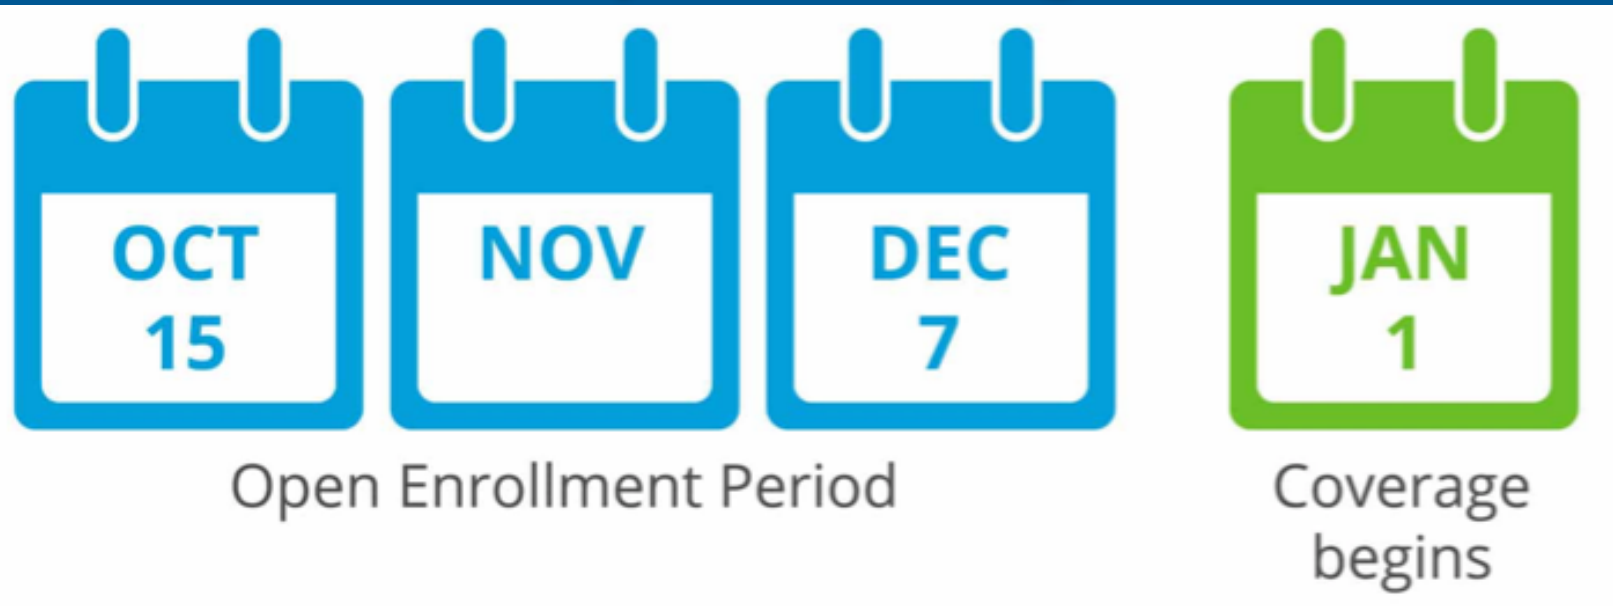 OCT
15
NOV
DEC
7
JAN
1
Open Enrollment Period
Coverage
begins